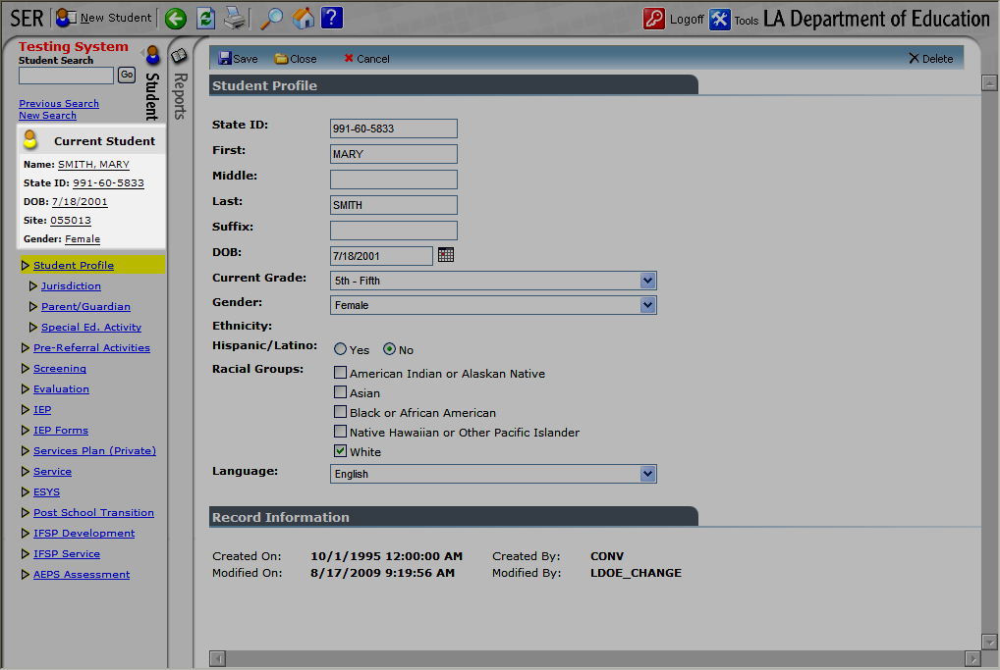 SER New Student ? Logoff Tools LA Department of Education
Testing System
Student Search
Go
Previous Search
New Search
Student
Reports
Current Student
Name: SMITH, MARY
State ID: 991-60-5833
DOB: 7/18/2001
Site: 055013
Gender: Female
Student Profile
Jurisdiction
Parent/Guardian
Special Ed. Activity
Pre-Referral Activities
Screening
Evaluation
IEP
IEP Forms
Services Plan (Private)
Service
ESYS
Post School Transition
IFSP Development
IFSP Service
AEPS Assessment
Save Close Cancel Delete
Student Profile
State ID: 991-60-5833
First: MARY
Middle:
Last: SMITH
Suffix:
DOB: 7/18/2001
Current Grade: 5th - Fifth
Gender: Female
Ethnicity:
Hispanic/Latino: Yes No
Racial Groups: American Indian or Alaskan Native
Asian
Black or African American
Native Hawaiian or Other Pacific Islander
White
Language: English
Record Information
Created On: 10/1/1995 12:00:00 AM Created By: CONV
Modified On: 8/17/2009 9:19:56 AM Modified By: LDOE_CHANGE